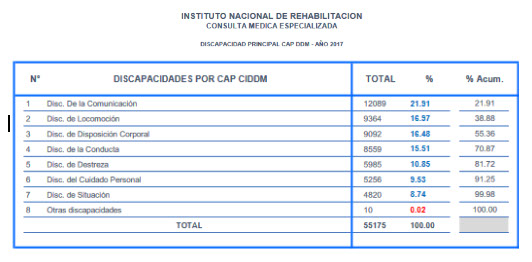 INSTITUTO NACIONAL DE REHABILITACION
CONSULTA MEDICA ESPECIALIZADA
DISCAPACIDAD PRINCIPAL CAP DDM - AÑO 2017
N° DISCAPACIDADES POR CAP CIDDM TOTAL % % Acum.
1 Disc. De la Comunicación 12089 21.91 21.91
2 Disc. de Locomoción 9364 16.97 38.88
3 Disc. de Disposición Corporal 9092 16.48 55.36
4 Disc. de la Conducta 8559 15.51 70.87
5 Disc. de Destreza 5985 10.85 81.72
6 Disc. del Cuidado Personal 5256 9.53 91.25
7 Disc. de Situación 4820 8.74 99.98
8 Otras discapacidades 10 0.02 100.00
TOTAL 55175 100.00